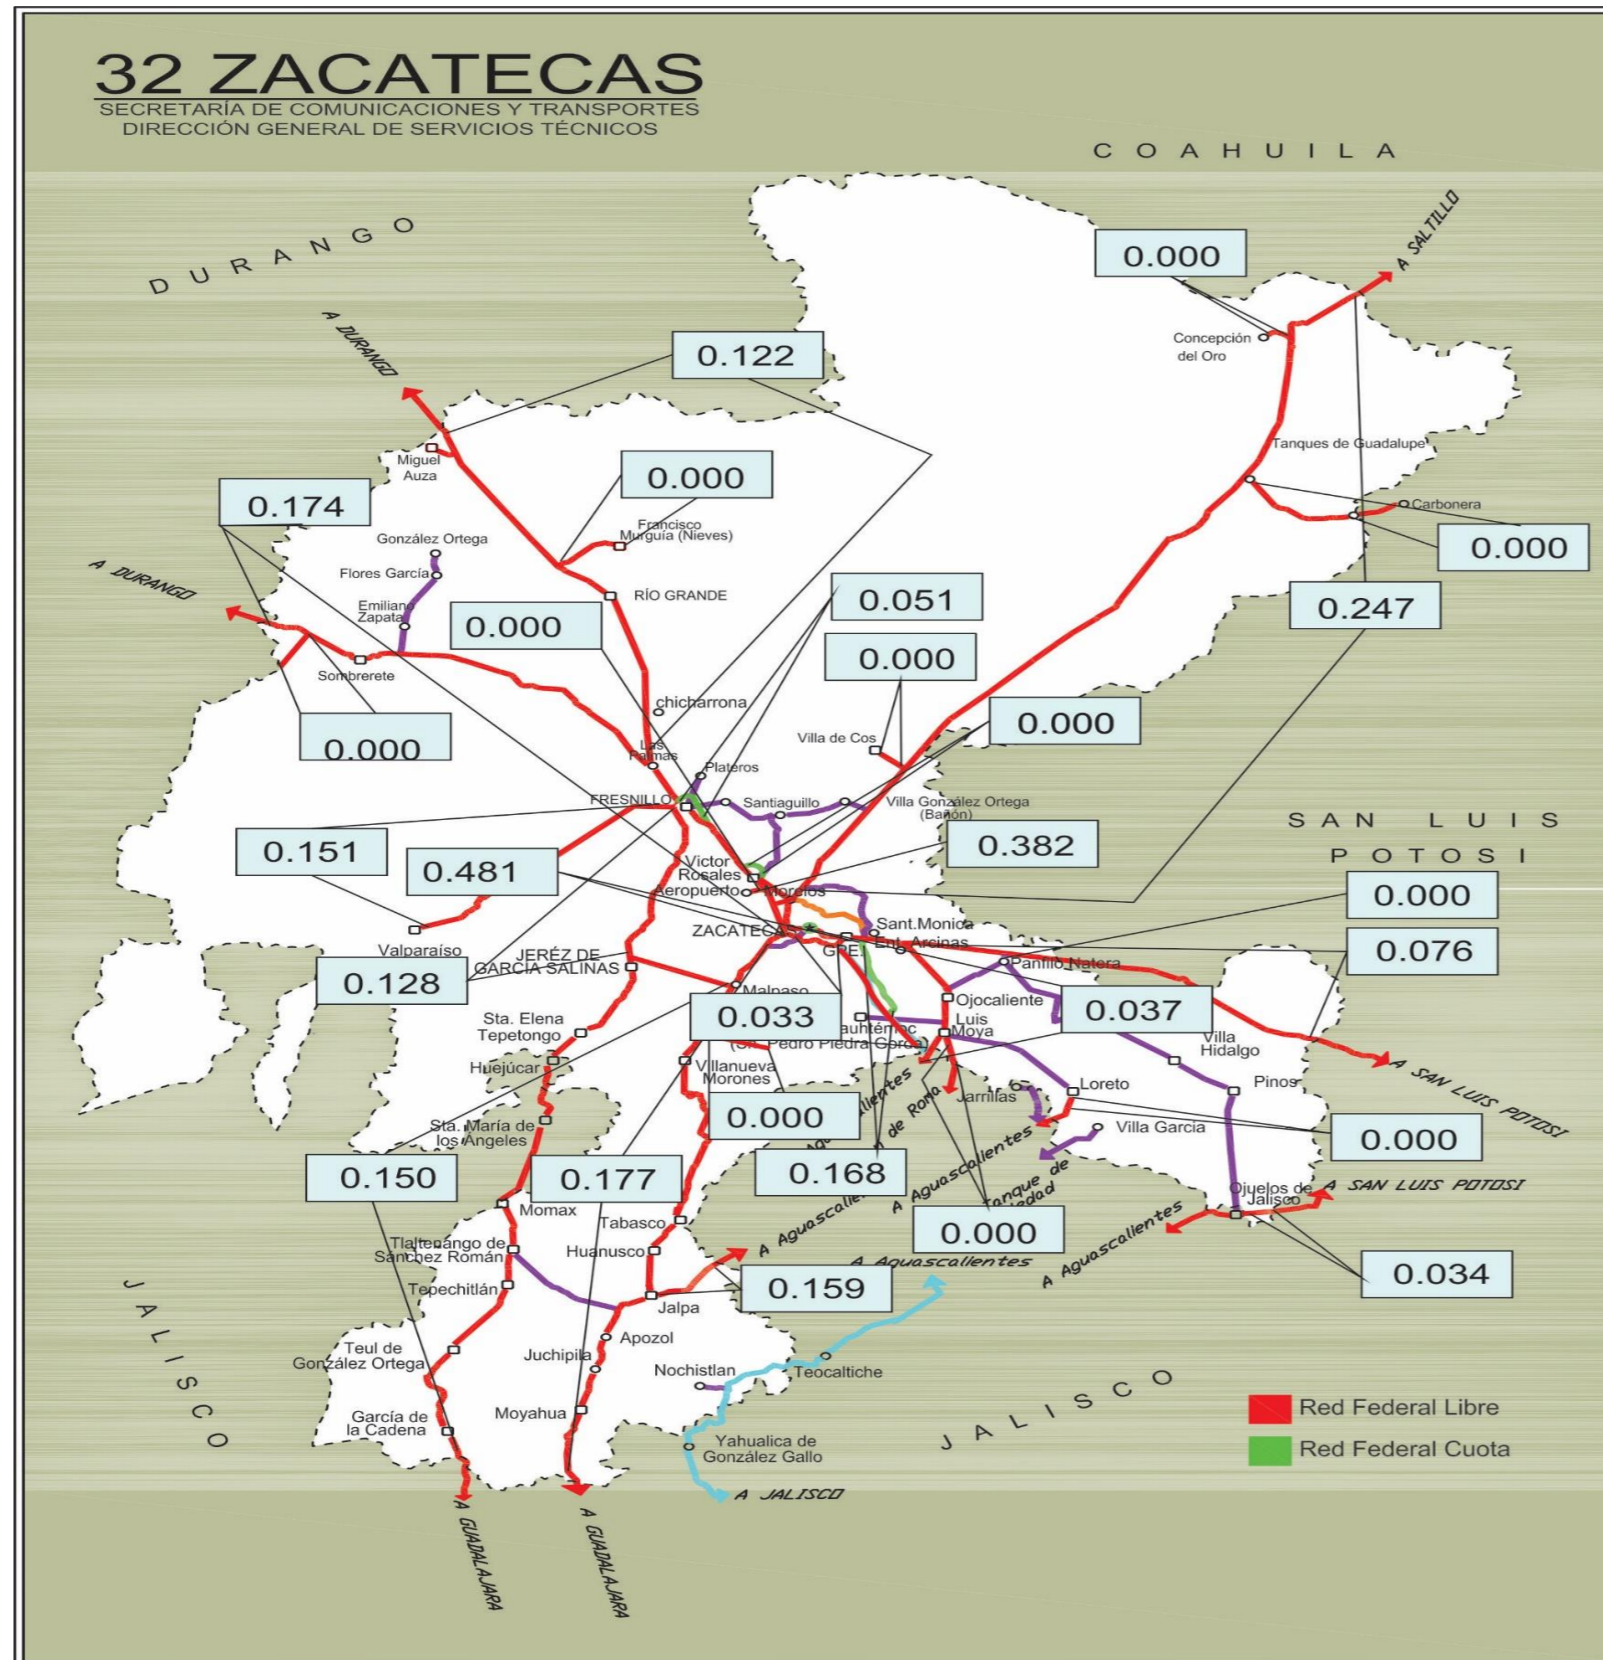 32 ZACATECAS
SECRETARÍA DE COMUNICACIONES Y TRANSPORTES
DIRECCIÓN GENERAL DE SERVICIOS TÉCNICOS
COAHUILA
DURANGO
A SALTILLO
0.000
Concepción
del Oro
A DURANGO
0.122
Miguel
Auza
Tanques de Guadalupe
0.000
0.174
Francisco
Murguía (Nieves)
Carbonera
0.000
González Ortega
Flores García
A DURANGO
Emiliano
Zapata
RÍO GRANDE
0.051
0.247
0.000
0.000
Sombrerete
chicharrona
0.000
Villa de Cos
0.000
Las
Palmas
Plateros
FRESNILLO
Santiaguillo
Villa González Ortega
(Bañón)
SAN LUIS
POTOSI
0.151
0.481
0.382
Victor
Rosales
Aeropuerto
Morelos
0.000
Valparaíso
ZACATECAS
Sant.Monica
GPE.
Ent. Arcinas
0.076
JERÉZ DE
GARCÍA SALINAS
Panfilo Natera
0.128
Malpaso
Ojocaliente
0.037
0.033
Luis
Moya
Sta. Elena
Tepetongo
Villa
Hidalgo
Huejúcar
Villanueva
Morones
A SAN LUIS POTOSI
Loreto
Pinos
Jarrillas
0.000
Sta. María de
los Ángeles
Villa Garcia
0.000
A Aguascalientes
0.150
0.177
0.168
A SAN LUIS POTOSI
Ojuelos de
Jalisco
Momax
Tabasco
0.000
A Aguascalientes
Tlaltenango de
Sánchez Román
Huanusco
A Aguascalientes
0.034
Tepechitlán
Jalpa
0.159
JALISCO
Apozol
Teul de
González Ortega
Juchipila
Nochistlan
Teocaltiche
JALISCO
García de
la Cadena
Moyahua
Red Federal Libre
Yahualica de
González Gallo
Red Federal Cuota
A JALISCO
A GUADALAJARA
A GUADALAJARA